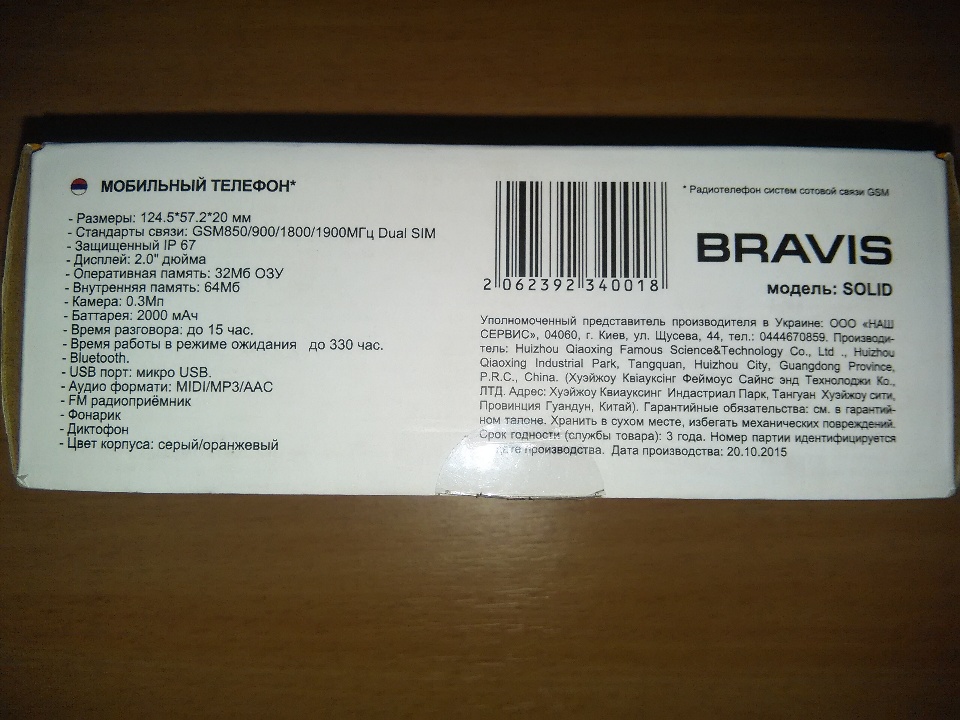 МОБИЛЬНЫЙ ТЕЛЕФОН*
- Размеры: 124.5*57.2*20 мм
- Стандарты связи: GSM850/900/1800/1900МГц Dual SIM
- Защищенный IP 67
- Дисплей: 2.0" дюйма
- Оперативная память: 32Мб ОЗУ
- Внутренняя память: 64Мб
- Камера: 0.3Мп
- Баттарея: 2000 мАч
- Время разговора: до 15 час.
- Время работы в режиме ожидания до 330 час.
- Bluetooth.
- USB порт: микро USB.
- Аудио формати: MIDI/MP3/AAC
- FM радиоприёмник
- Фонарик
- Диктофон
- Цвет корпуса: серый/оранжевый
2 062392 340018
* Радиотелефон систем сотовой связи GSM
BRAVIS
модель: SOLID
Уполномоченный представитель производителя в Украине: ООО «НАШ
СЕРВИС», 04060, г. Киев, ул. Щусева, 44, тел.: 0444670859. Производи-
тель: Huizhou Qiaoxing Famous Science&Technology Co., Ltd ., Huizhou
Qiaoxing Industrial Park, Tangquan, Huizhou City, Guangdong Province,
P.R.C., China. (Хуэйжоу Квіауксінг Феймоус Сайнс энд Технолоджи Ко.,
ЛТД. Адрес: Хуэйжоу Квиауксинг Индастриал Парк, Тангуан Хуэйжоу сити,
Провинция Гуандун, Китай). Гарантийные обязательства: см. в гарантий-
ном талоне. Хранить в сухом месте, избегать механических повреждений.
Срок годности (службы товара): 3 года. Номер партии идентифицируется
дате производства. Дата производства: 20.10.2015